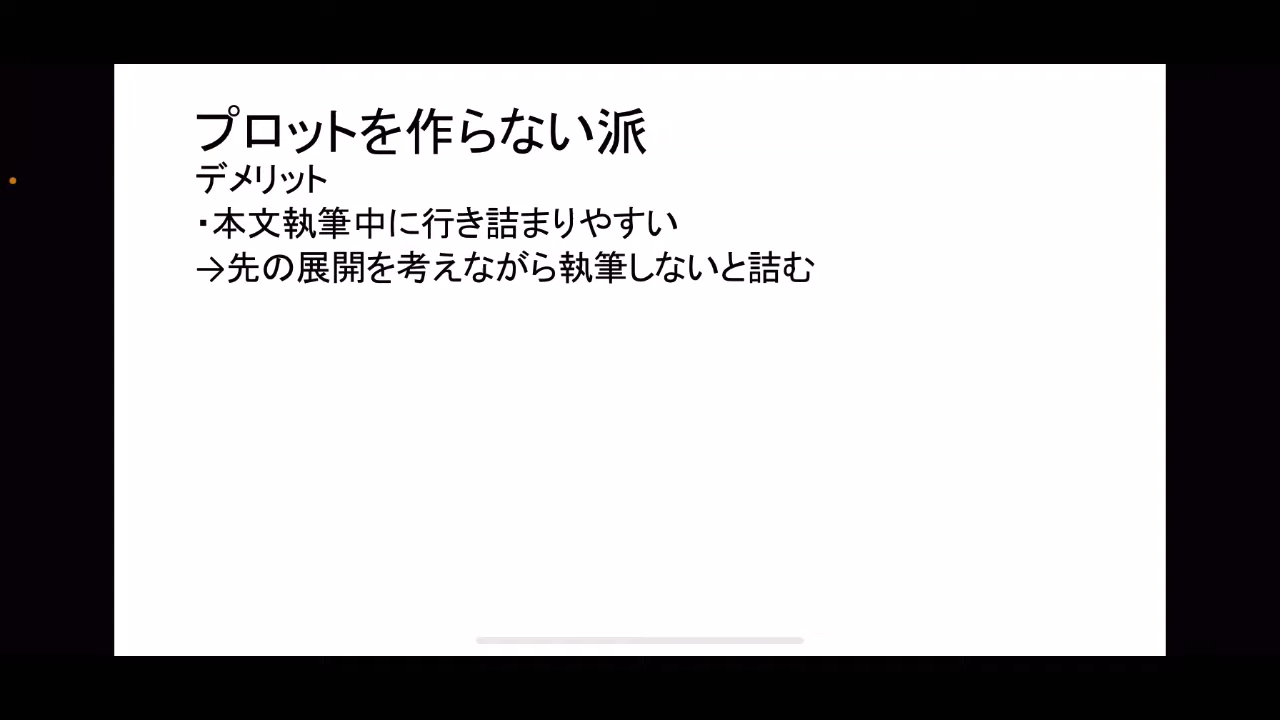 プロットを作らない派
デメリット
・本文執筆中に行き詰まりやすい
→先の展開を考えながら執筆しないと詰む